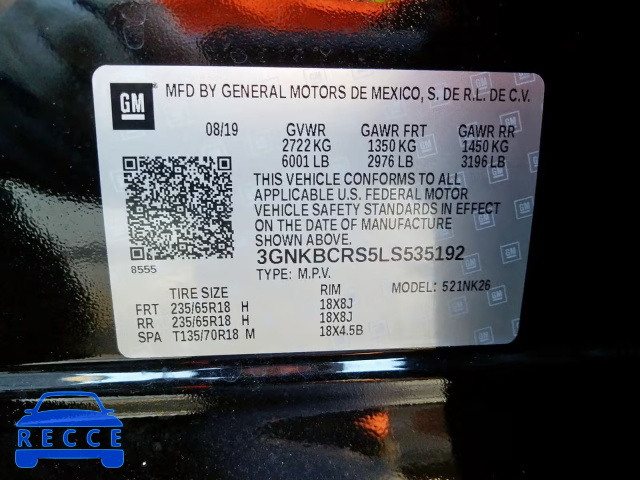 GM
MFD BY GENERAL MOTORS DE MEXICO, S. DE R.L. DE C.V.
08/19 GVWR GAWR FRT GAWR RR
2722 KG 1350 KG 1450 KG
6001 LB 2976 LB 3196 LB
THIS VEHICLE CONFORMS TO ALL
APPLICABLE U.S. FEDERAL MOTOR
VEHICLE SAFETY STANDARDS IN EFFECT
ON THE DATE OF MANUFACTURE
SHOWN ABOVE.
8555 3GNKBCRS5LS535192
TYPE: M.P.V. MODEL: 521NK26
TIRE SIZE RIM
FRT 235/65R18 H 18X8J
RR 235/65R18 H 18X8J
SPA T135/70R18 M 18X4.5B
RECCE